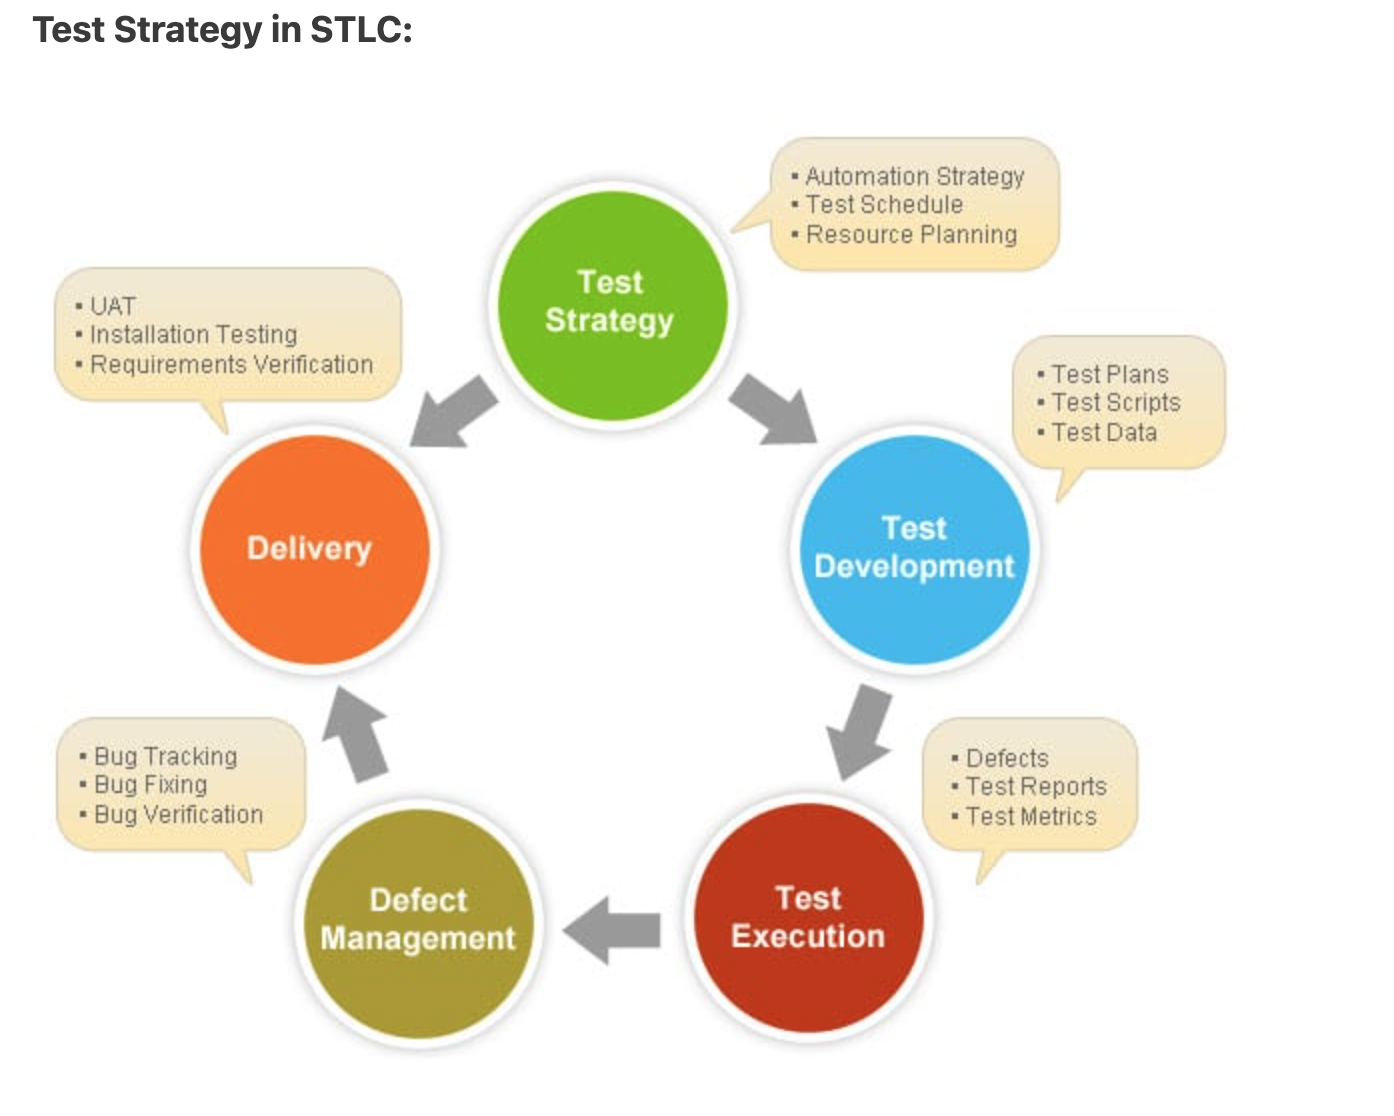 Test Strategy in STLC:
▪ Automation Strategy
▪ Test Schedule
▪ Resource Planning
Test
Strategy
▪ UAT
▪ Installation Testing
▪ Requirements Verification
▪ Test Plans
▪ Test Scripts
▪ Test Data
Delivery
Test
Development
▪ Bug Tracking
▪ Bug Fixing
▪ Bug Verification
▪ Defects
▪ Test Reports
▪ Test Metrics
Defect
Management
Test
Execution